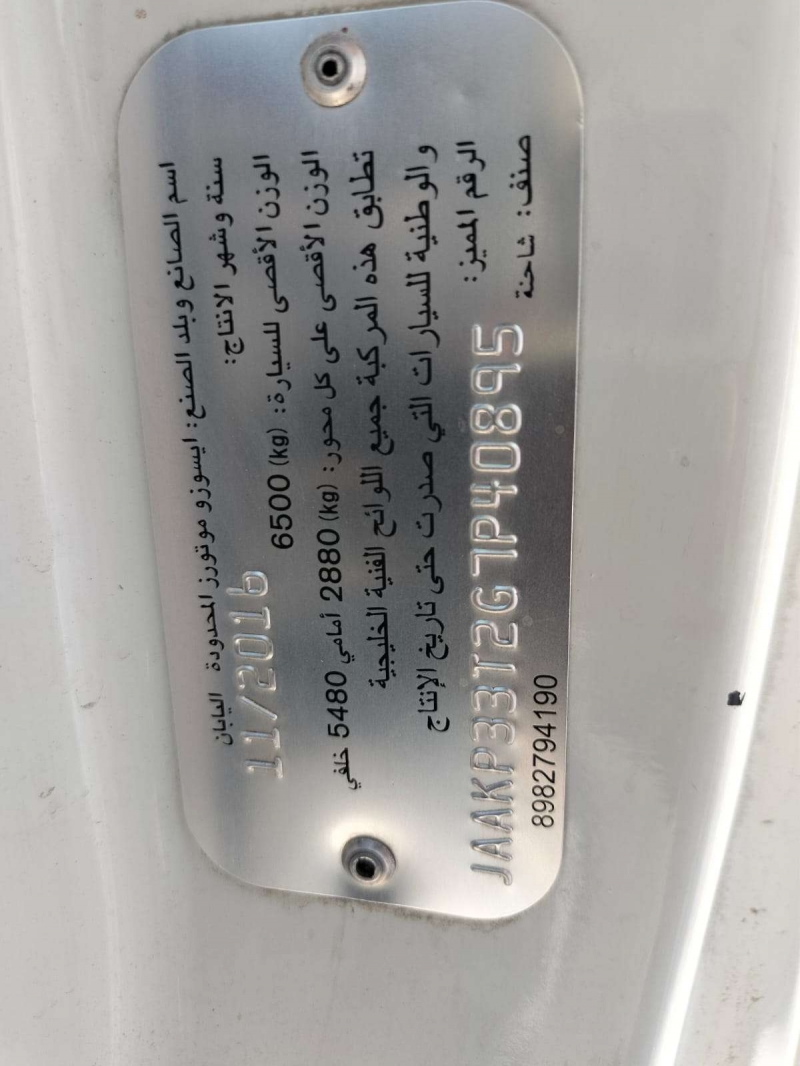 اسم الصانع وبلد الصنع: ايسوزو موتورز المحدودة اليابان
سنة وشهر الانتاج: 11/2016
الوزن الأقصى للسيارة: 6500 (kg)
الوزن الأقصى على كل محور: (kg) 2880 أمامي 5480 خلفي
تطابق هذه المركبة جميع اللوائح الفنية الخليجية
والوطنية للسيارات التي صدرت حتى تاريخ الإنتاج
الرقم المميز: JAAKP33T2G7P40895
صنف: شاحنة 8982794190